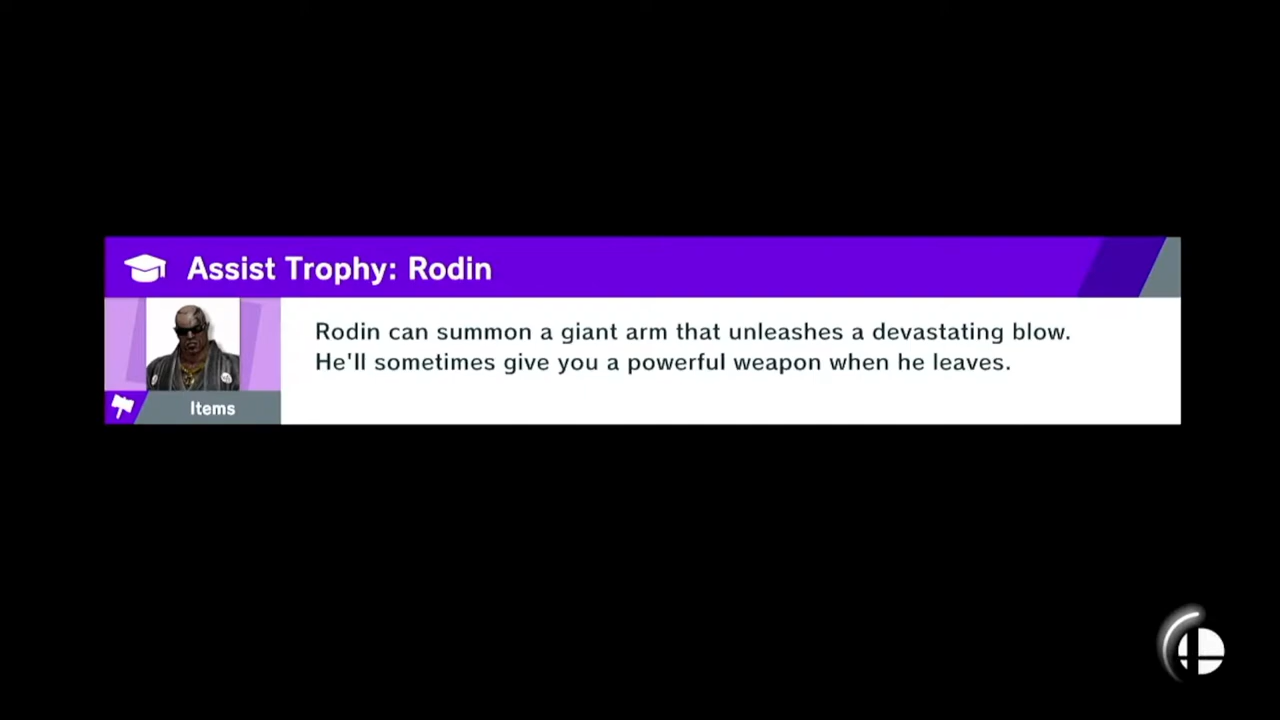 Assist Trophy: Rodin
Rodin can summon a giant arm that unleashes a devastating blow.
He'll sometimes give you a powerful weapon when he leaves.
Items